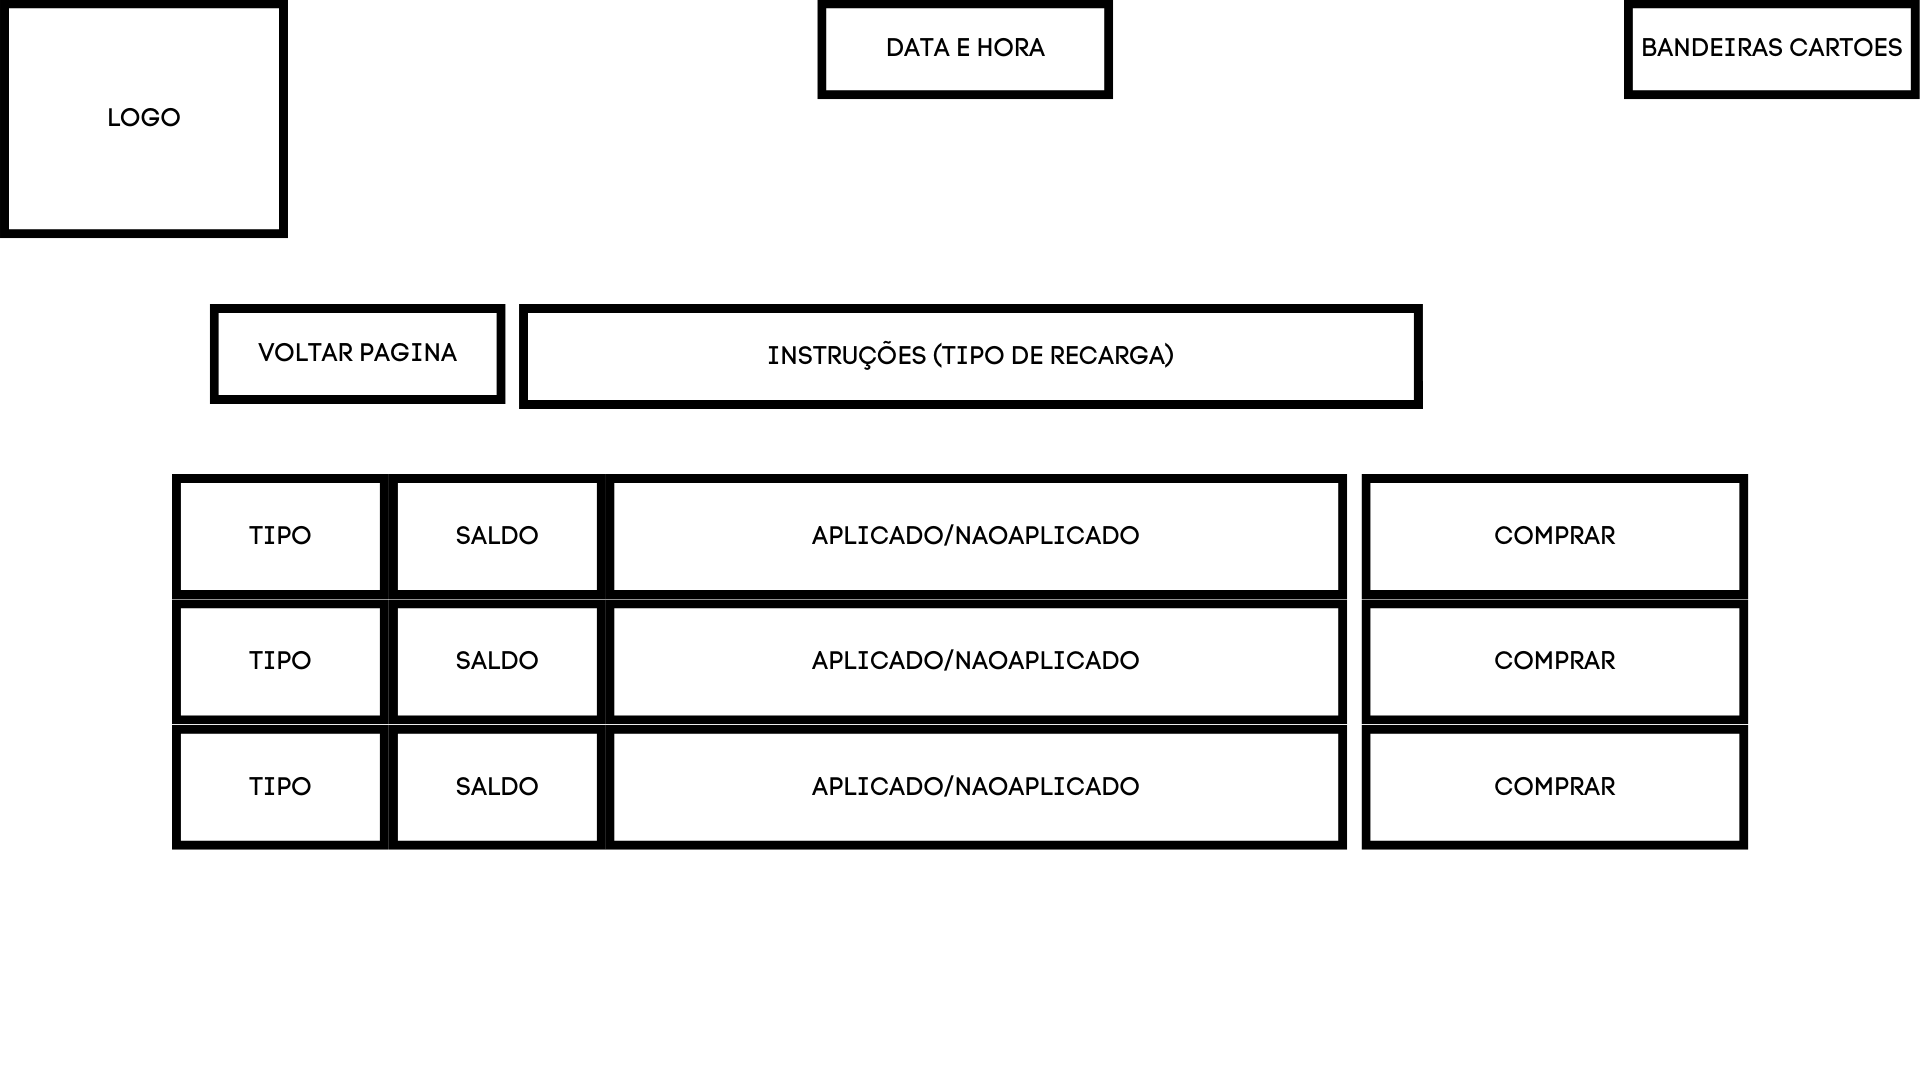 LOGO
DATA E HORA
BANDEIRAS CARTOES
VOLTAR PAGINA
INSTRUÇÕES (TIPO DE RECARGA)
TIPO
SALDO
APLICADO/NAOAPLICADO
COMPRAR
TIPO
SALDO
APLICADO/NAOAPLICADO
COMPRAR
TIPO
SALDO
APLICADO/NAOAPLICADO
COMPRAR